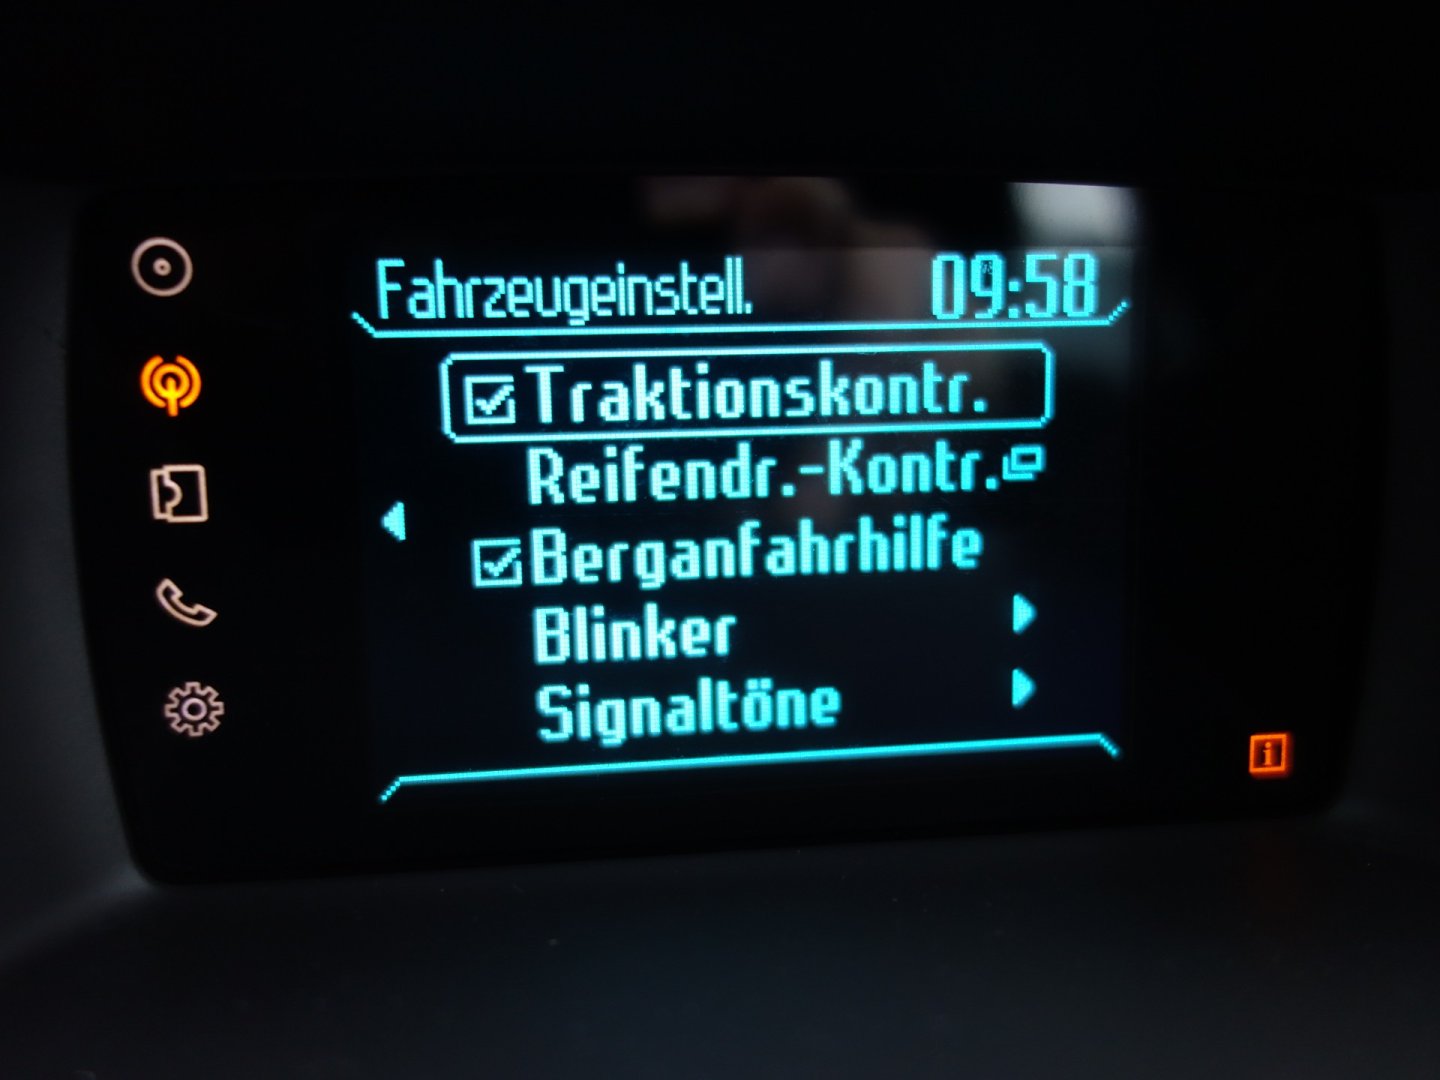 Fahrzeugeinstell. 09:58
Traktionskontr.
Reifendr.-Kontr.
Berganfahrhilfe
Blinker
Signaltöne
i